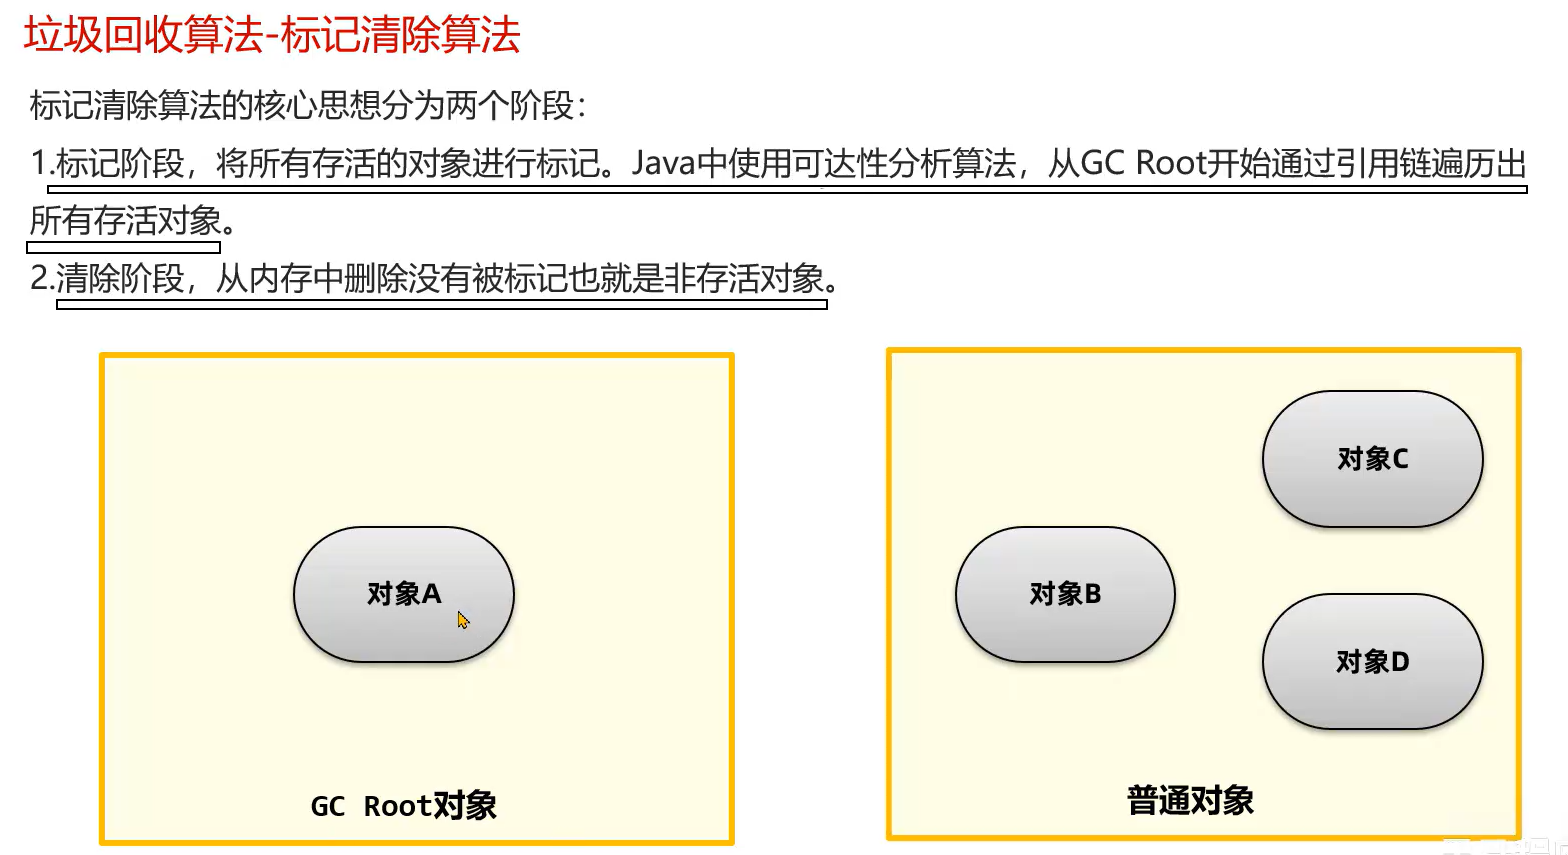 垃圾回收算法-标记清除算法
标记清除算法的核心思想分为两个阶段：
1.标记阶段，将所有存活的对象进行标记。Java中使用可达性分析算法，从GC Root开始通过引用链遍历出
所有存活对象。
2.清除阶段，从内存中删除没有被标记也就是非存活对象。
对象C
对象A
对象B
对象D
GC Root对象
普通对象